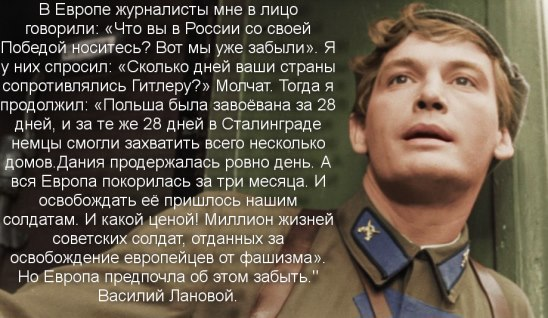 В Европе журналисты мне в лицо
говорили: «Что вы в России со своей
Победой носитесь? Вот мы уже забыли». Я
у них спросил: «Сколько дней ваши страны
сопротивлялись Гитлеру?» Молчат. Тогда я
продолжил: «Польша была завоёвана за 28
дней, и за те же 28 дней в Сталинграде
немцы смогли захватить всего несколько
домов.Дания продержалась ровно день. А
вся Европа покорилась за три месяца. И
освобождать её пришлось нашим
солдатам. И какой ценой! Миллион жизней
советских солдат, отданных за
освобождение европейцев от фашизма».
Но Европа предпочла об этом забыть."
Василий Лановой.